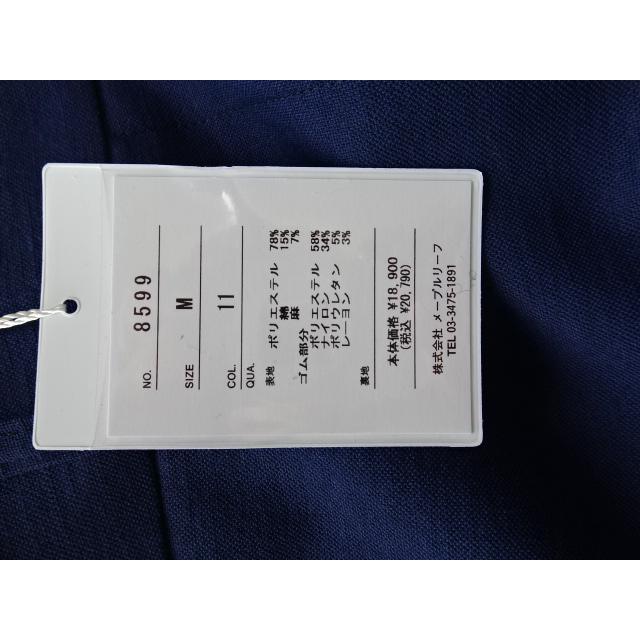 NO. 8599
SIZE M
COL. 11
QUA.
表地 ポリエステル 78%
綿 15%
麻 7%
ゴム部分
ポリエステル 58%
ナイロン 34%
ポリウレタン 5%
レーヨン 3%
裏地
本体価格 ¥18,900
(税込 ¥20,790)
株式会社 メープルリーフ
TEL 03-3475-1891